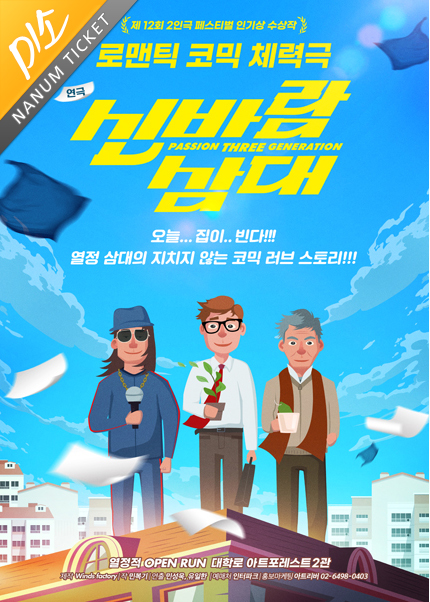 미소
NANUM TICKET
제 12회 2인극 페스티벌 인기상 수상작
로맨틱 코믹 체력극
연극
신바람
PASSION THREE GENERATION
삼대
오늘... 집이.. 빈다!!!
열정 삼대의 지치지 않는 코믹 러브 스토리!!!
열정적 OPEN RUN 대학로 아트포레스트 2관
제작 Winds factory | 작 민복기 | 연출 민성욱, 유일한 | 예매처 인터파크 | 홍보마케팅 아트리버 02-6498-0403